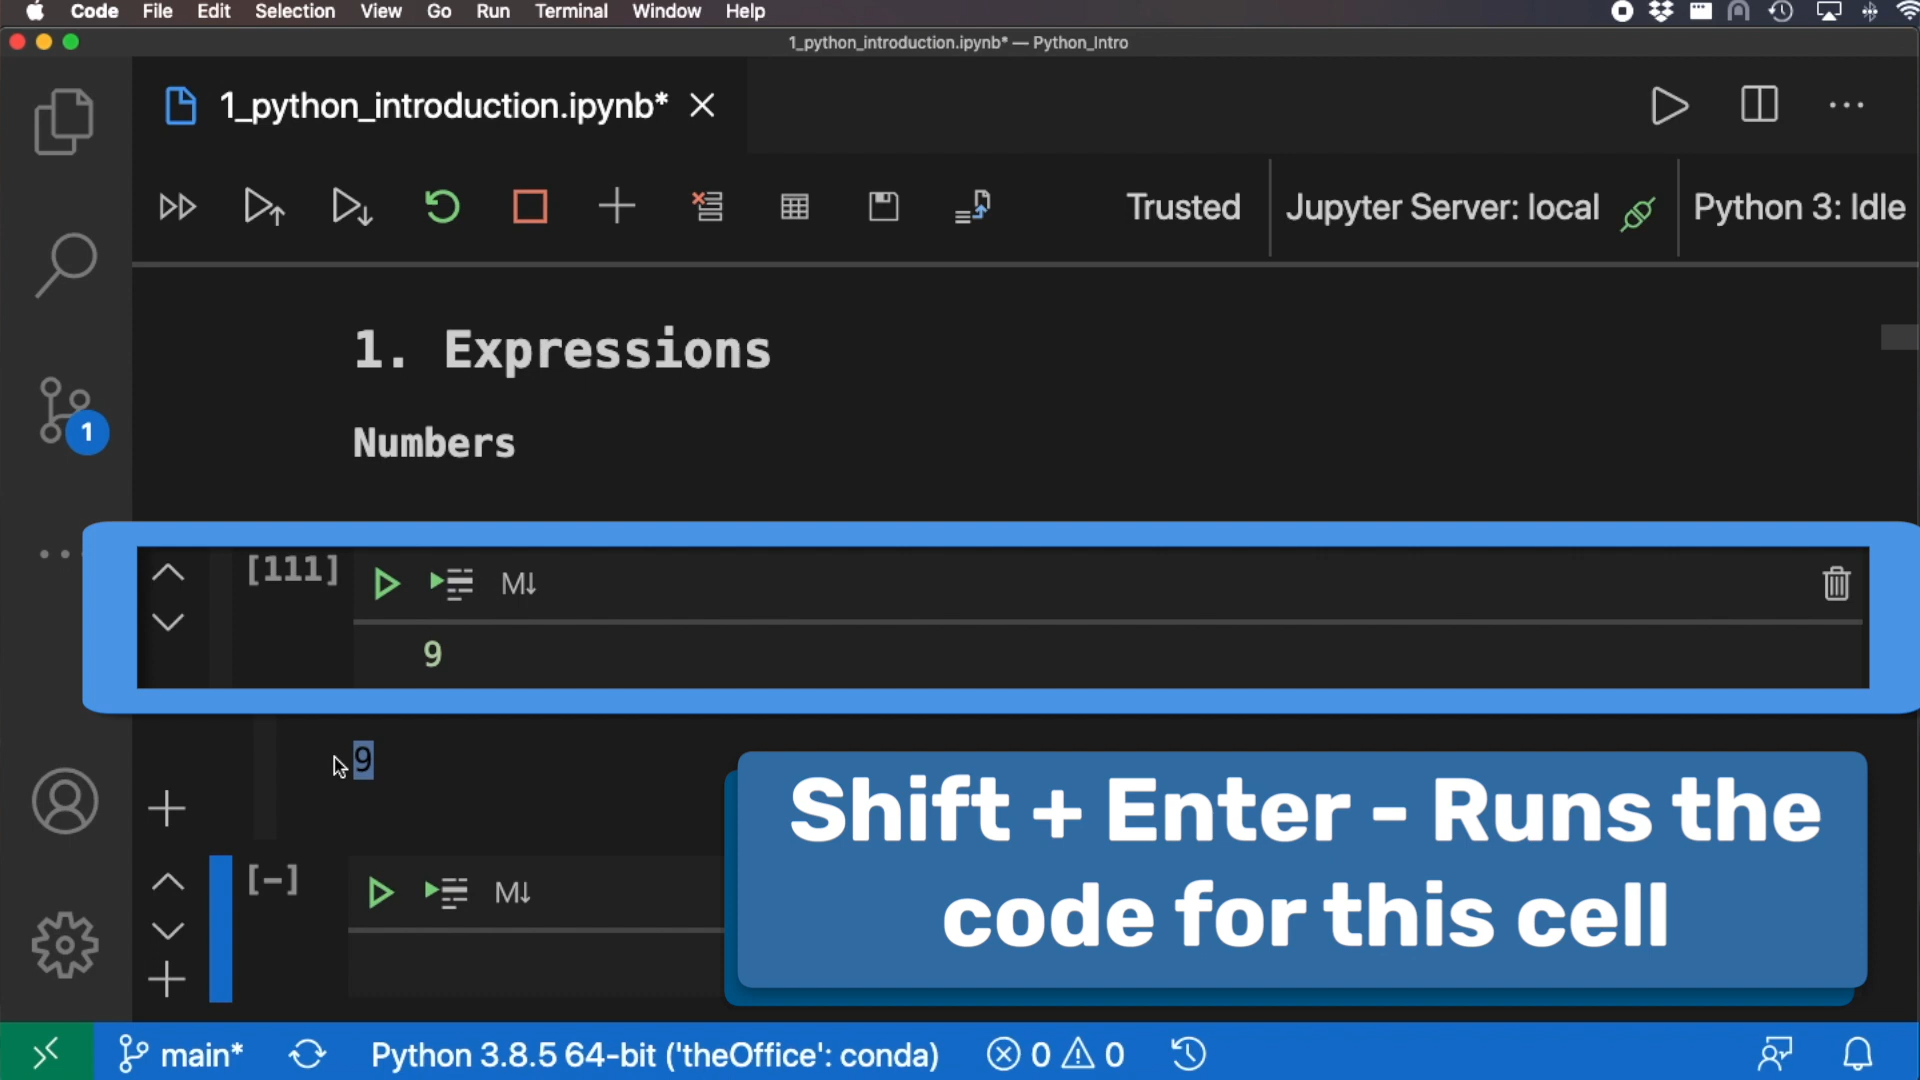 Code File Edit Selection View Go Run Terminal Window Help
1_python_introduction.ipynb* — Python_Intro
1_python_introduction.ipynb*
Trusted
Jupyter Server: local
Python 3: Idle
1. Expressions
Numbers
1
[111]
M↓
9
9
Shift + Enter - Runs the
code for this cell
[-]
M↓
main*
Python 3.8.5 64-bit ('theOffice': conda)
0
0